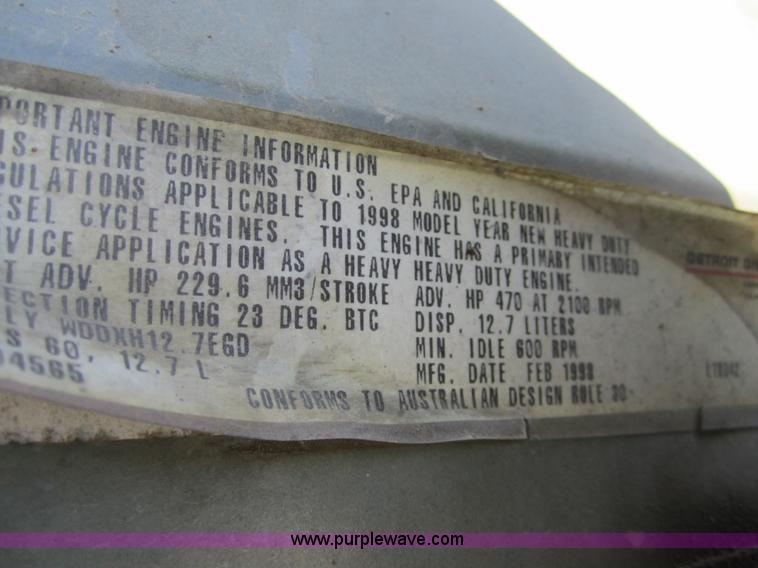 PORTANT ENGINE INFORMATION
IS ENGINE CONFORMS TO U.S. EPA AND CALIFORNIA
GULATIONS APPLICABLE TO 1998 MODEL YEAR NEW HEAVY DUTY
ESEL CYCLE ENGINES. THIS ENGINE HAS A PRIMARY INTENDED
RVICE APPLICATION AS A HEAVY HEAVY DUTY ENGINE.
T ADV. HP 229.6 MM3/STROKE ADV. HP 470 AT 2100 RPM
ECTION TIMING 23 DEG. BTC DISP. 12.7 LITERS
LY WDDXH12.7EGD MIN. IDLE 600 RPM
S 60, 12.7 L MFG. DATE FEB 1998
04565
CONFORMS TO AUSTRALIAN DESIGN RULE 30
DETROIT
www.purplewave.com